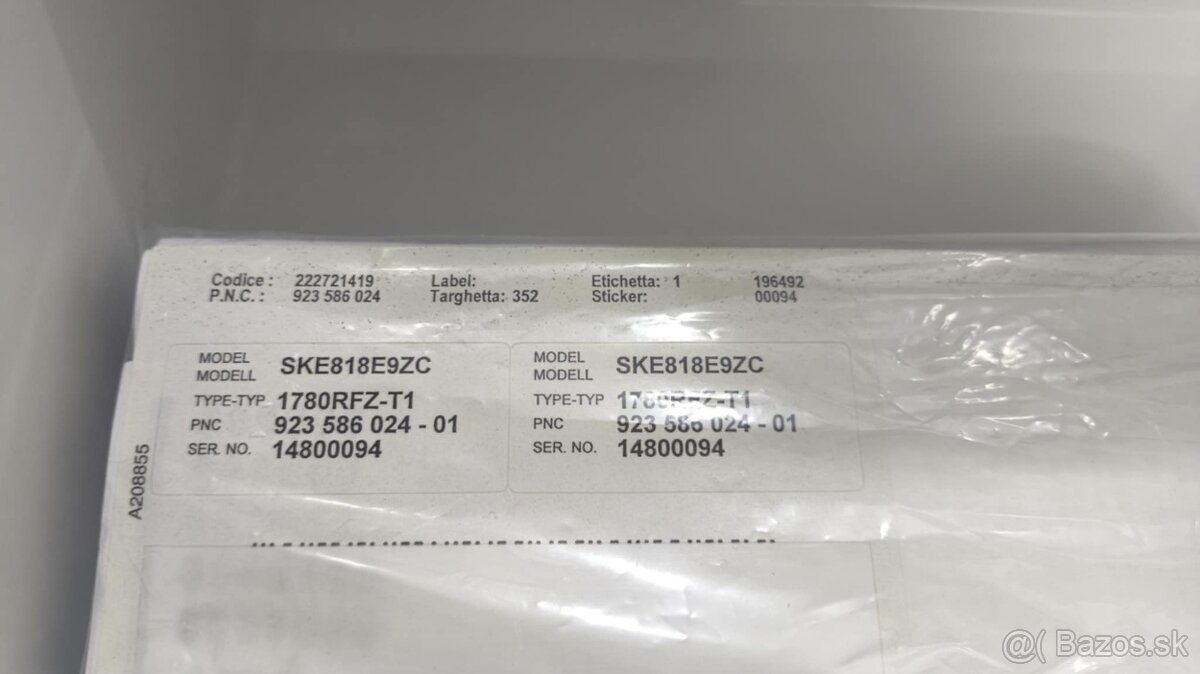 Codice : 222721419 Label: Etichetta: 1 196492
P.N.C. : 923 586 024 Targhetta: 352 Sticker: 00094
MODEL
MODELL SKE818E9ZC
TYPE-TYP 1780RFZ-T1
PNC 923 586 024 - 01
SER. NO. 14800094
MODEL
MODELL SKE818E9ZC
TYPE-TYP 1780RFZ-T1
PNC 923 586 024 - 01
SER. NO. 14800094
A208855
@( Bazos.sk